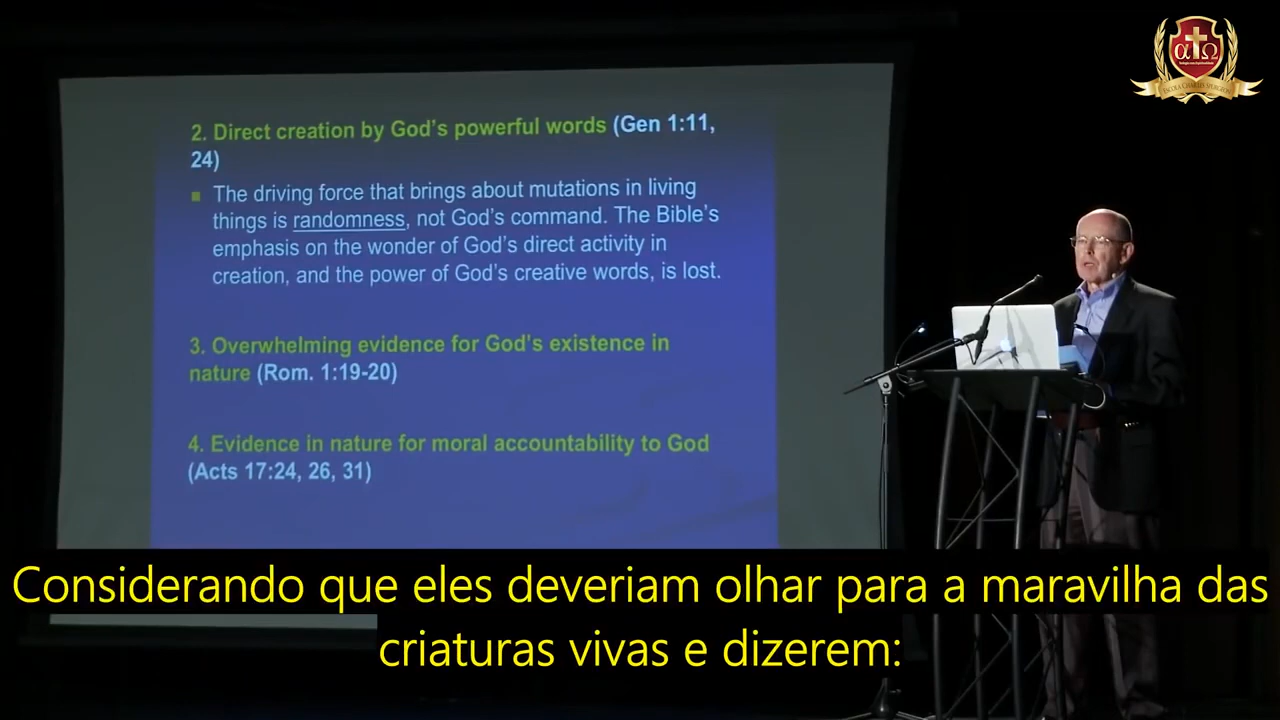 2. Direct creation by God's powerful words (Gen 1:11,
24)
The driving force that brings about mutations in living
things is randomness, not God's command. The Bible's
emphasis on the wonder of God's direct activity in
creation, and the power of God's creative words, is lost.
3. Overwhelming evidence for God's existence in
nature (Rom. 1:19-20)
4. Evidence in nature for moral accountability to God
(Acts 17:24, 26, 31)
α Ω
ESCOLA CHARLES SPURGEON
Considerando que eles deveriam olhar para a maravilha das
criaturas vivas e dizerem: